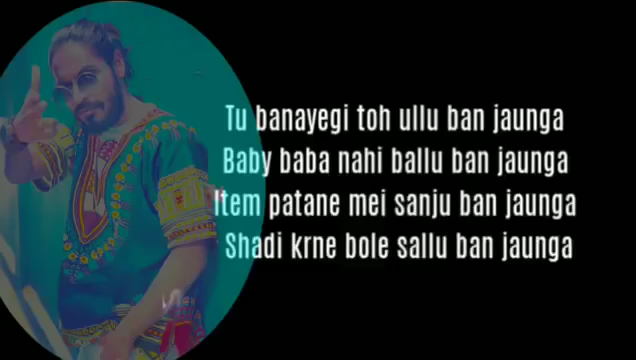 Tu banayegi toh ullu ban jaunga
Baby baba nahi ballu ban jaunga
Item patane mei sanju ban jaunga
Shadi krne bole sallu ban jaunga